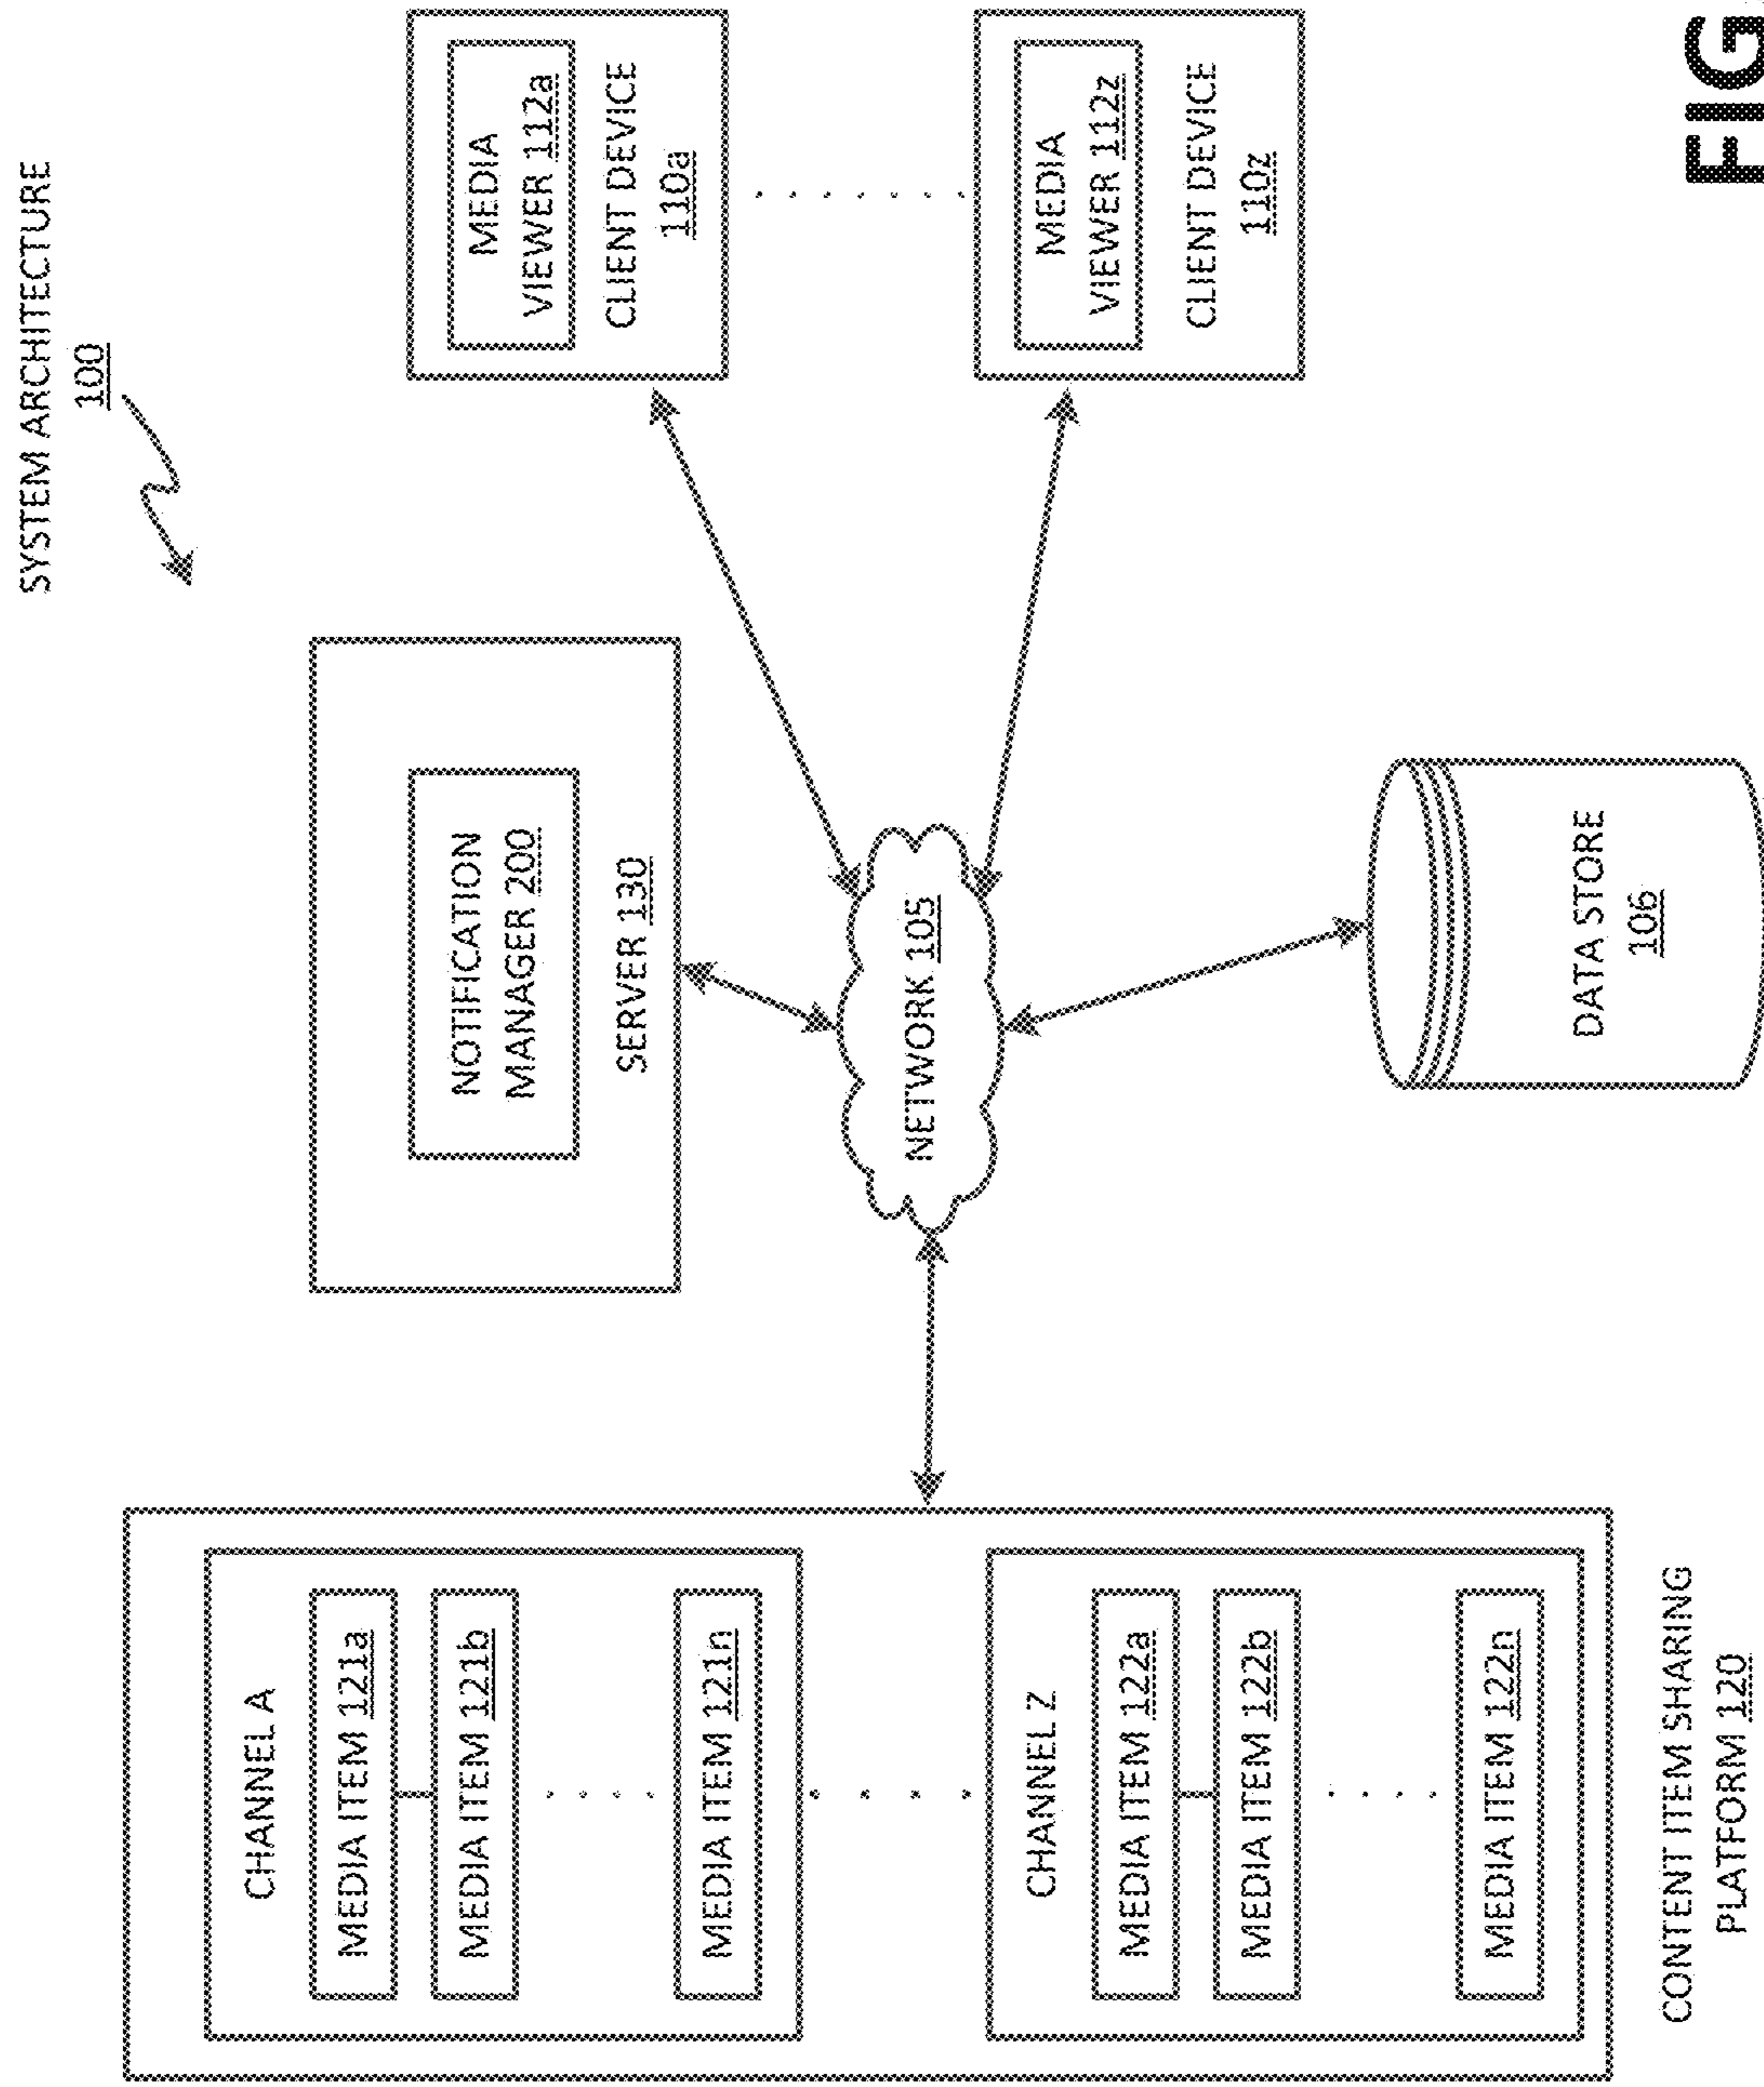 SYSTEM ARCHITECTURE
100
CHANNEL A
MEDIA ITEM 121a
MEDIA ITEM 121b
MEDIA ITEM 121n
CHANNEL Z
MEDIA ITEM 122a
MEDIA ITEM 122b
MEDIA ITEM 122n
CONTENT ITEM SHARING
PLATFORM 120
NOTIFICATION
MANAGER 200
SERVER 130
NETWORK 105
DATA STORE
106
MEDIA
VIEWER 112a
CLIENT DEVICE
110a
MEDIA
VIEWER 112z
CLIENT DEVICE
110z
FIG